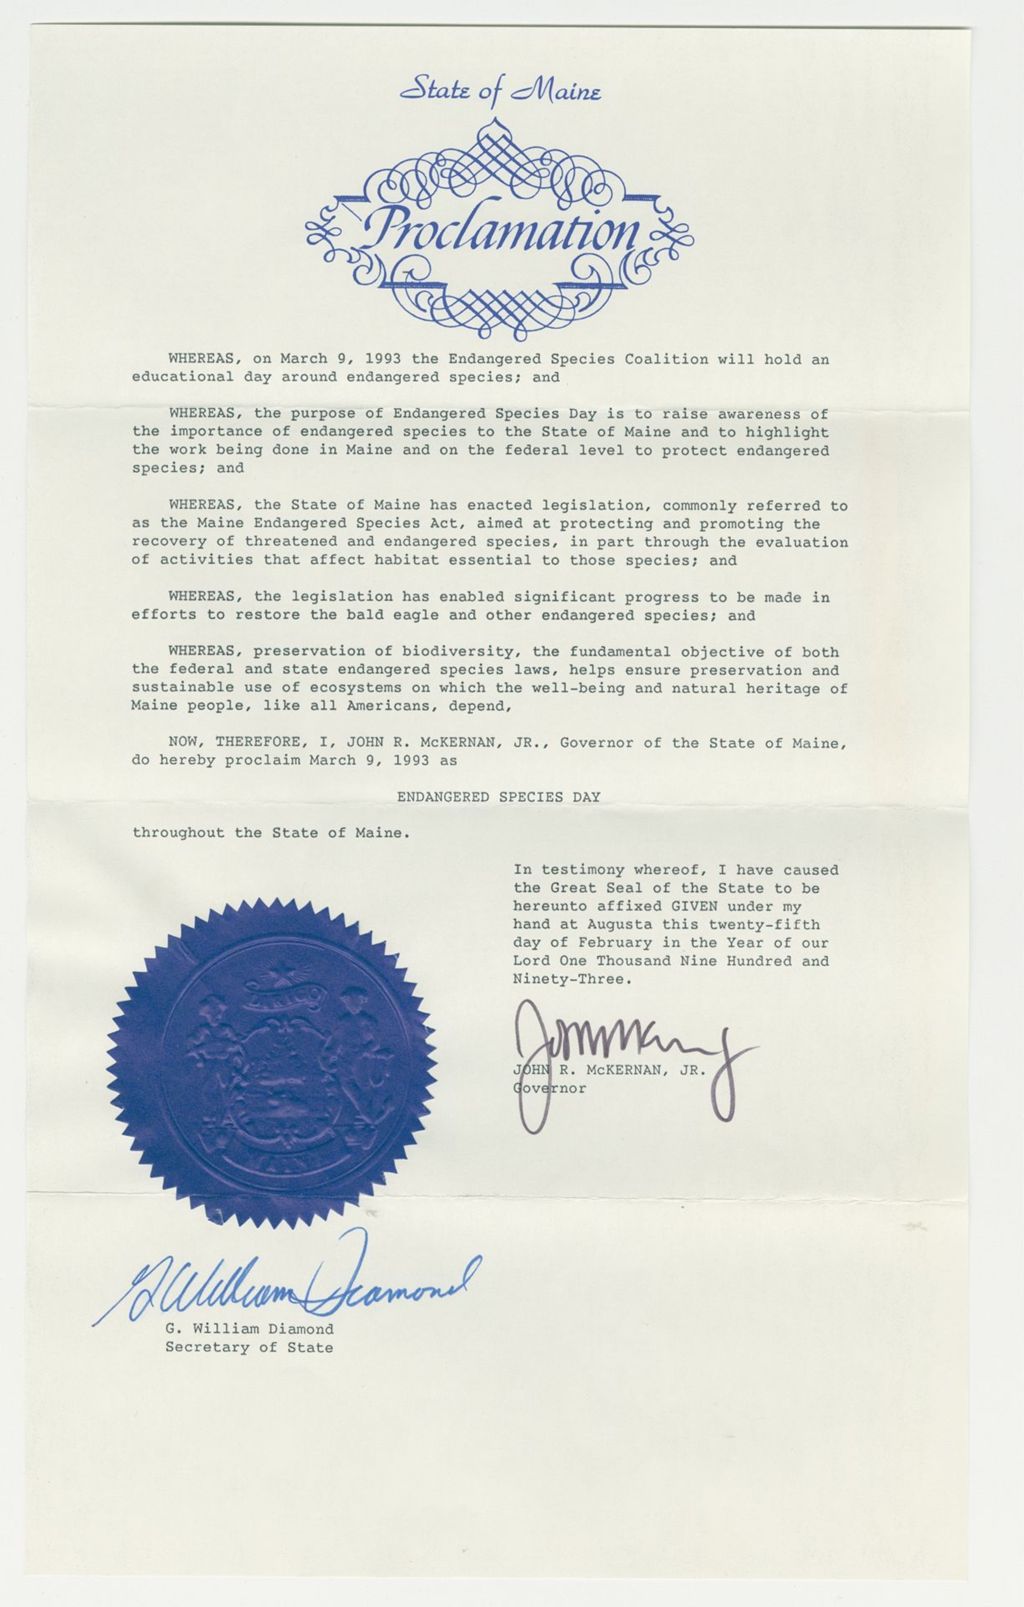 State of Maine
Proclamation
WHEREAS, on March 9, 1993 the Endangered Species Coalition will hold an
educational day around endangered species; and
WHEREAS, the purpose of Endangered Species Day is to raise awareness of
the importance of endangered species to the State of Maine and to highlight
the work being done in Maine and on the federal level to protect endangered
species; and
WHEREAS, the State of Maine has enacted legislation, commonly referred to
as the Maine Endangered Species Act, aimed at protecting and promoting the
recovery of threatened and endangered species, in part through the evaluation
of activities that affect habitat essential to those species; and
WHEREAS, the legislation has enabled significant progress to be made in
efforts to restore the bald eagle and other endangered species; and
WHEREAS, preservation of biodiversity, the fundamental objective of both
the federal and state endangered species laws, helps ensure preservation and
sustainable use of ecosystems on which the well-being and natural heritage of
Maine people, like all Americans, depend,
NOW, THEREFORE, I, JOHN R. McKERNAN, JR., Governor of the State of Maine,
do hereby proclaim March 9, 1993 as
ENDANGERED SPECIES DAY
throughout the State of Maine.
In testimony whereof, I have caused
the Great Seal of the State to be
hereunto affixed GIVEN under my
hand at Augusta this twenty-fifth
day of February in the Year of our
Lord One Thousand Nine Hundred and
Ninety-Three.
JOHN R. McKERNAN, JR.
Governor
DIRIGO
MAINE
G William Diamond
G. William Diamond
Secretary of State